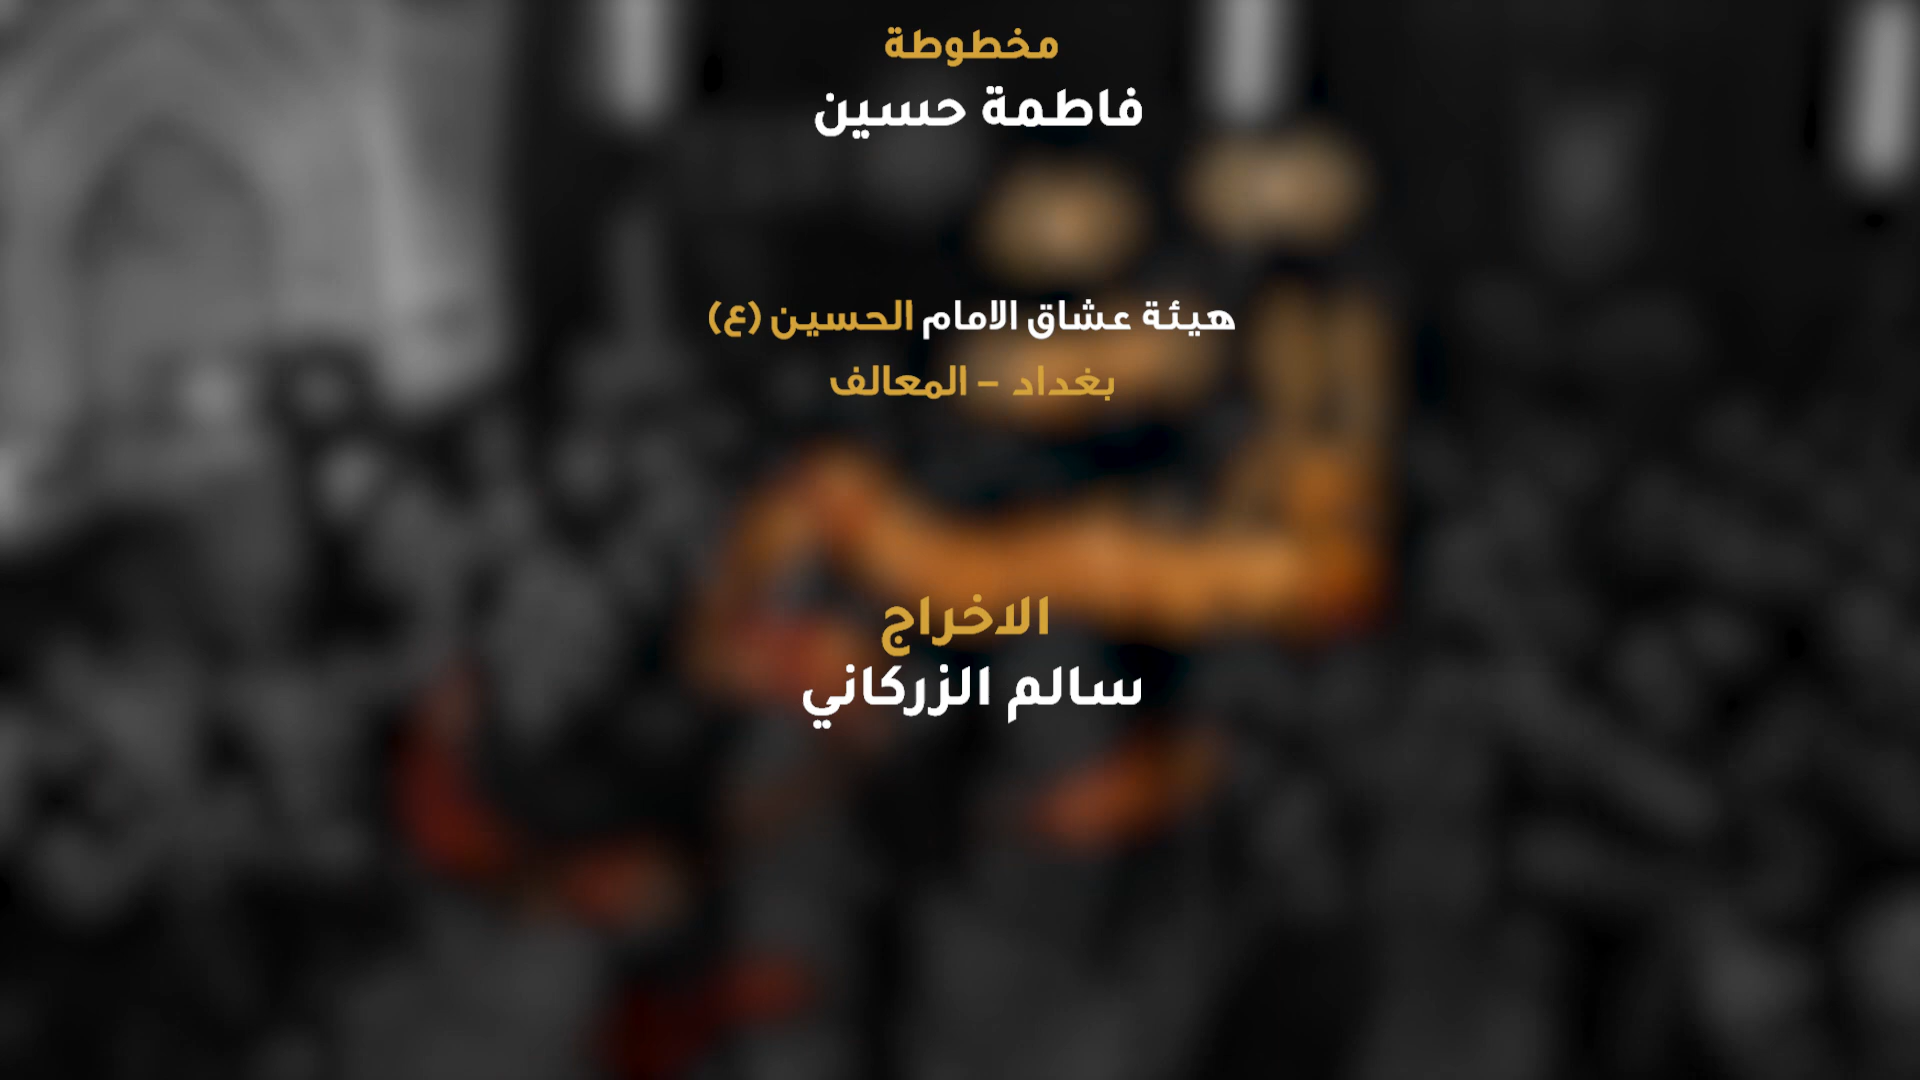 مخطوطة
فاطمة حسين
هيئة عشاق الامام الحسين (ع)
بغداد – المعالف
الاخراج
سالم الزركاني